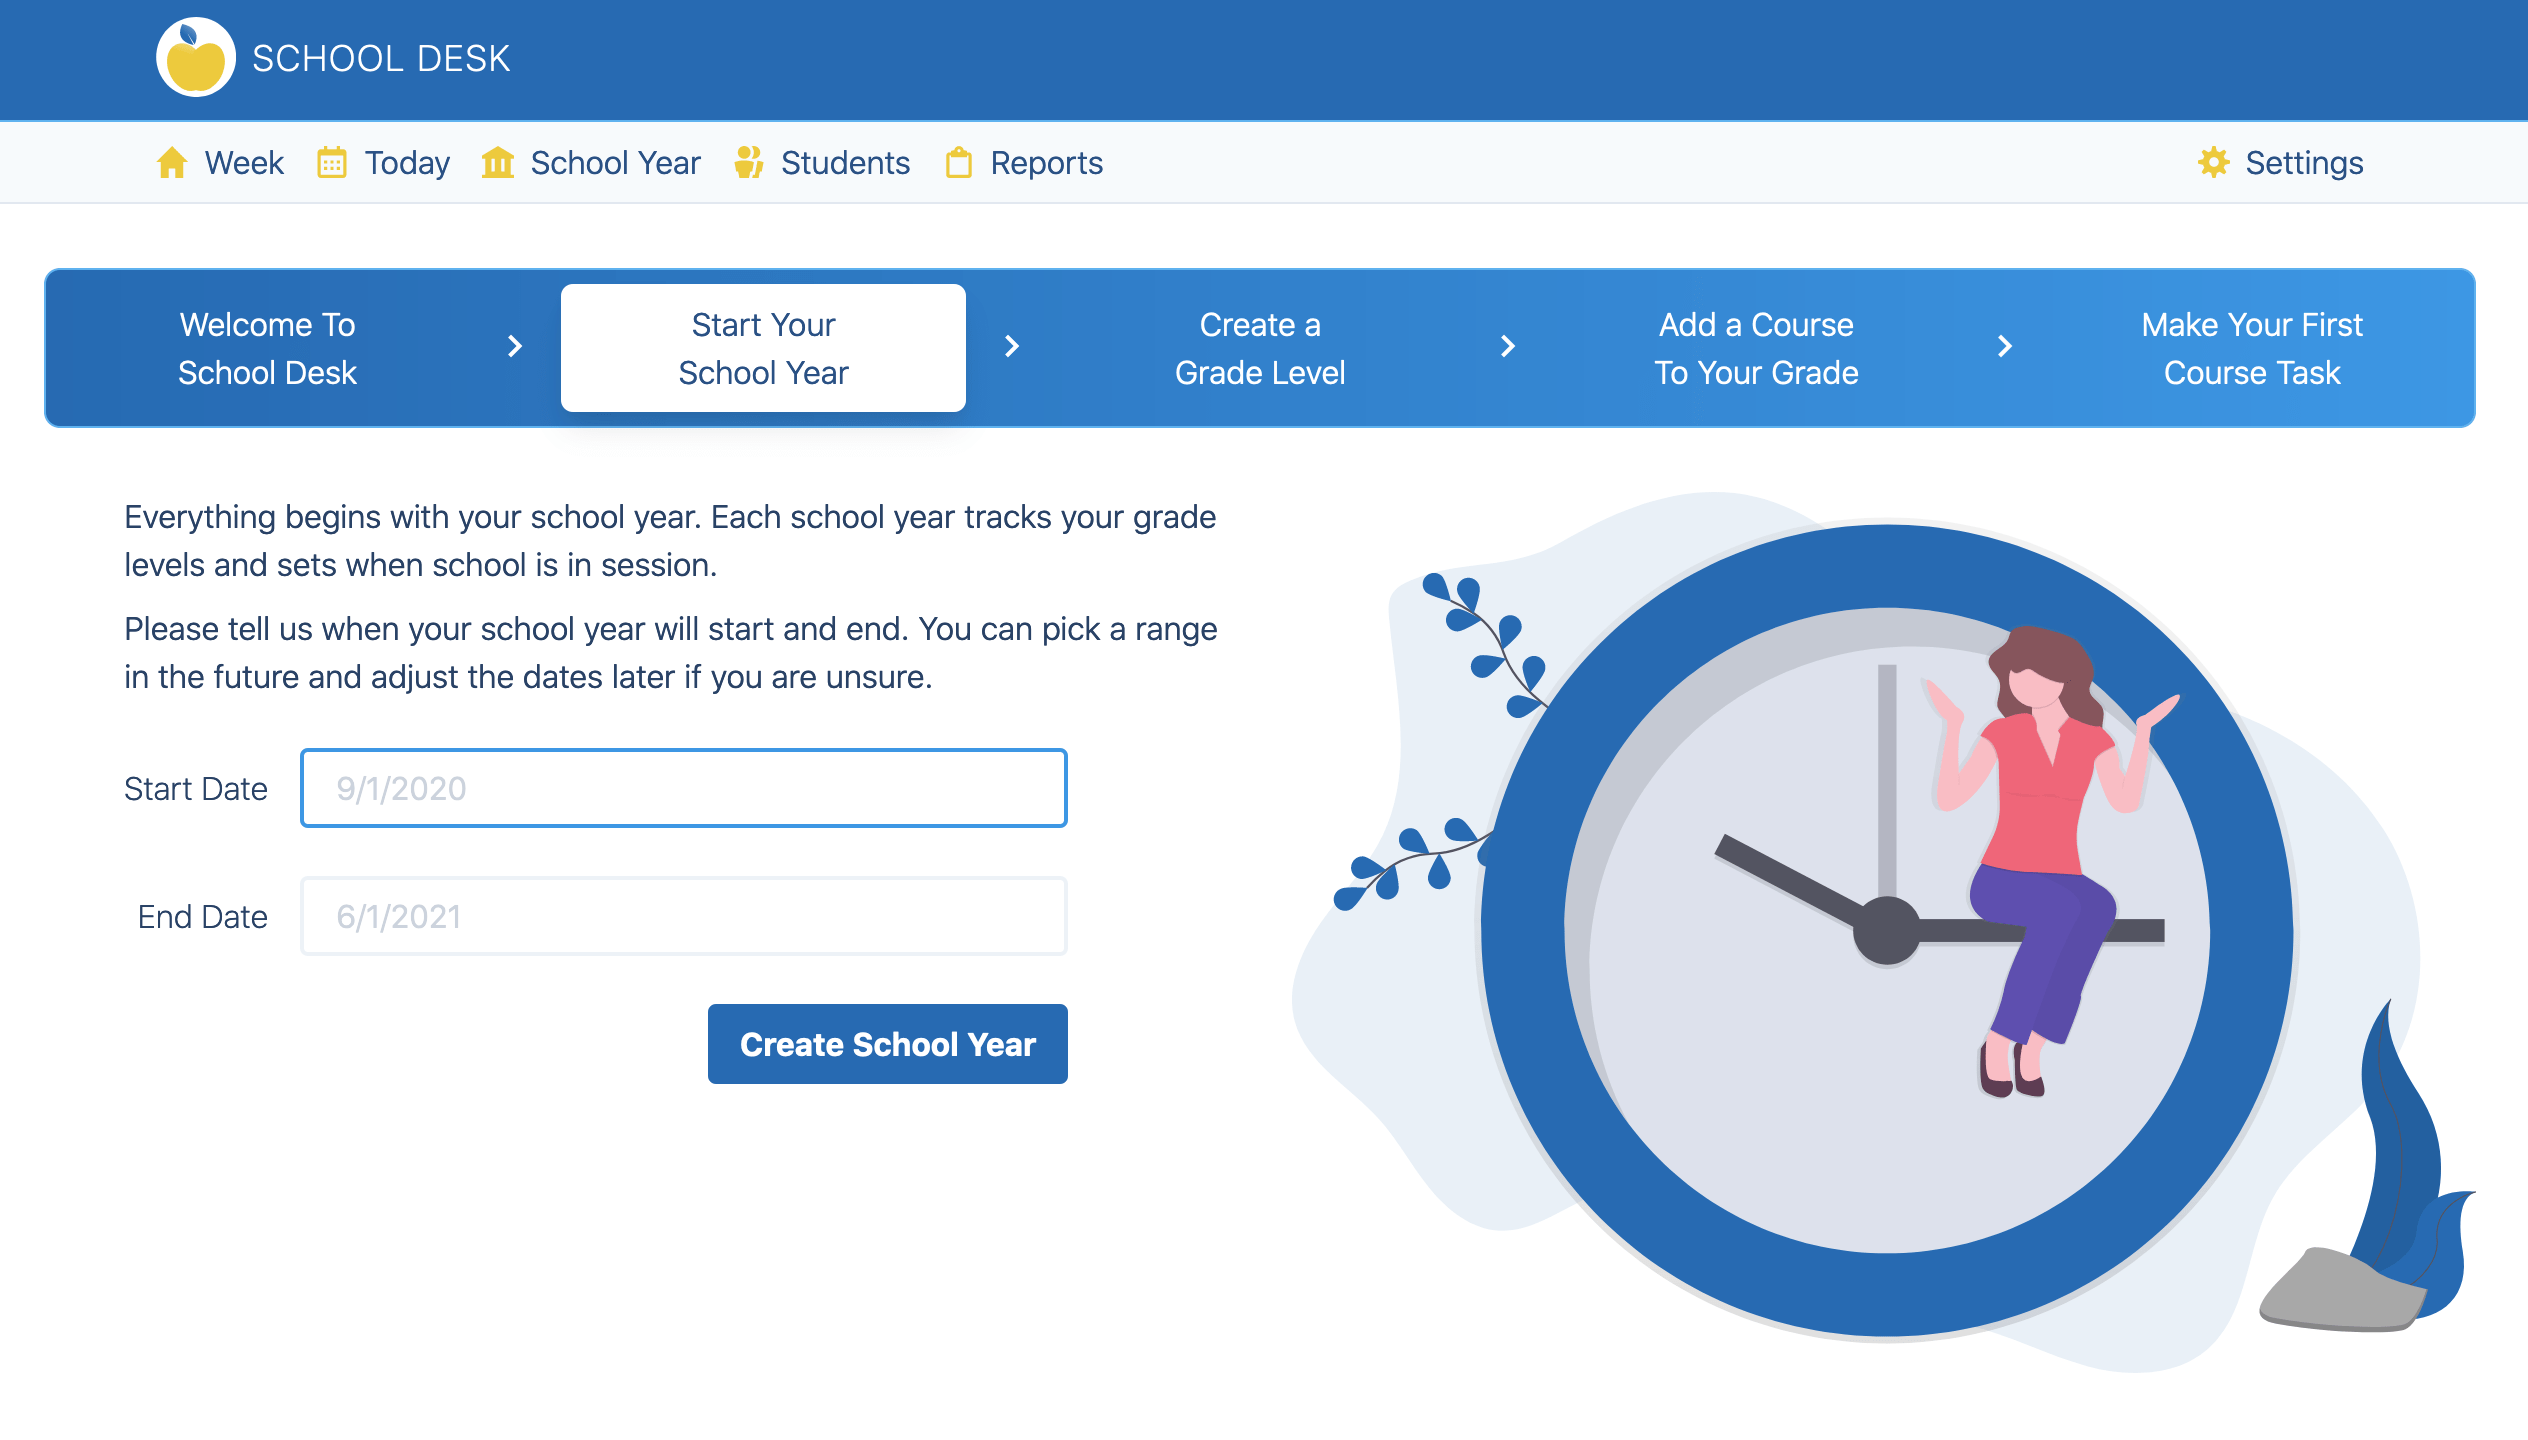 SCHOOL DESK
Week
Today
School Year
Students
Reports
Settings
Welcome To
School Desk
Start Your
School Year
Create a
Grade Level
Add a Course
To Your Grade
Make Your First
Course Task
Everything begins with your school year. Each school year tracks your grade
levels and sets when school is in session.
Please tell us when your school year will start and end. You can pick a range
in the future and adjust the dates later if you are unsure.
Start Date
9/1/2020
End Date
6/1/2021
Create School Year